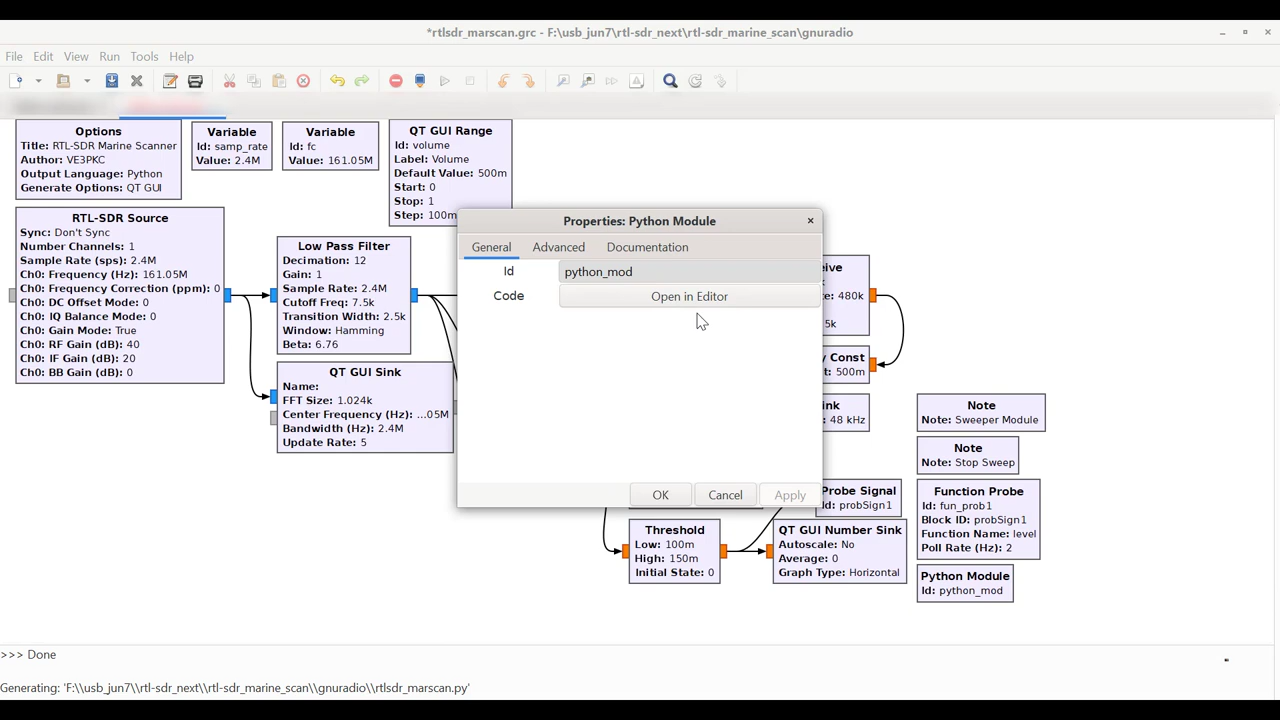 *rtlsdr_marscan.grc - F:\usb_jun7\rtl-sdr_next\rtl-sdr_marine_scan\gnuradio
File Edit View Run Tools Help
Options
Title: RTL-SDR Marine Scanner
Author: VE3PKC
Output Language: Python
Generate Options: QT GUI
Variable
Id: samp_rate
Value: 2.4M
Variable
Id: fc
Value: 161.05M
QT GUI Range
Id: volume
Label: Volume
Default Value: 500m
Start: 0
Stop: 1
Step: 100m
RTL-SDR Source
Sync: Don't Sync
Number Channels: 1
Sample Rate (sps): 2.4M
Ch0: Frequency (Hz): 161.05M
Ch0: Frequency Correction (ppm): 0
Ch0: DC Offset Mode: 0
Ch0: IQ Balance Mode: 0
Ch0: Gain Mode: True
Ch0: RF Gain (dB): 40
Ch0: IF Gain (dB): 20
Ch0: BB Gain (dB): 0
Low Pass Filter
Decimation: 12
Gain: 1
Sample Rate: 2.4M
Cutoff Freq: 7.5k
Transition Width: 2.5k
Window: Hamming
Beta: 6.76
QT GUI Sink
Name:
FFT Size: 1.024k
Center Frequency (Hz): ...05M
Bandwidth (Hz): 2.4M
Update Rate: 5
Properties: Python Module
General Advanced Documentation
Id python_mod
Code Open in Editor
OK Cancel Apply
ive
k
e: 480k
5k
y Const
t: 500m
ink
: 48 kHz
Probe Signal
Id: probSign1
Threshold
Low: 100m
High: 150m
Initial State: 0
QT GUI Number Sink
Autoscale: No
Average: 0
Graph Type: Horizontal
Note
Note: Sweeper Module
Note
Note: Stop Sweep
Function Probe
Id: fun_prob1
Block ID: probSign1
Function Name: level
Poll Rate (Hz): 2
Python Module
Id: python_mod
>>> Done
Generating: 'F:\\usb_jun7\\rtl-sdr_next\\rtl-sdr_marine_scan\\gnuradio\\rtlsdr_marscan.py'